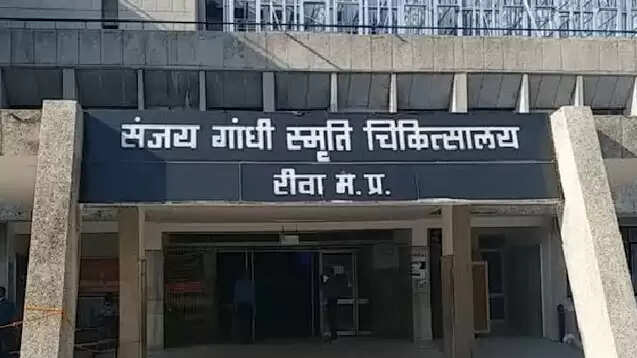 संजय गांधी स्मृति चिकित्सालय
रीवा म.प्र.